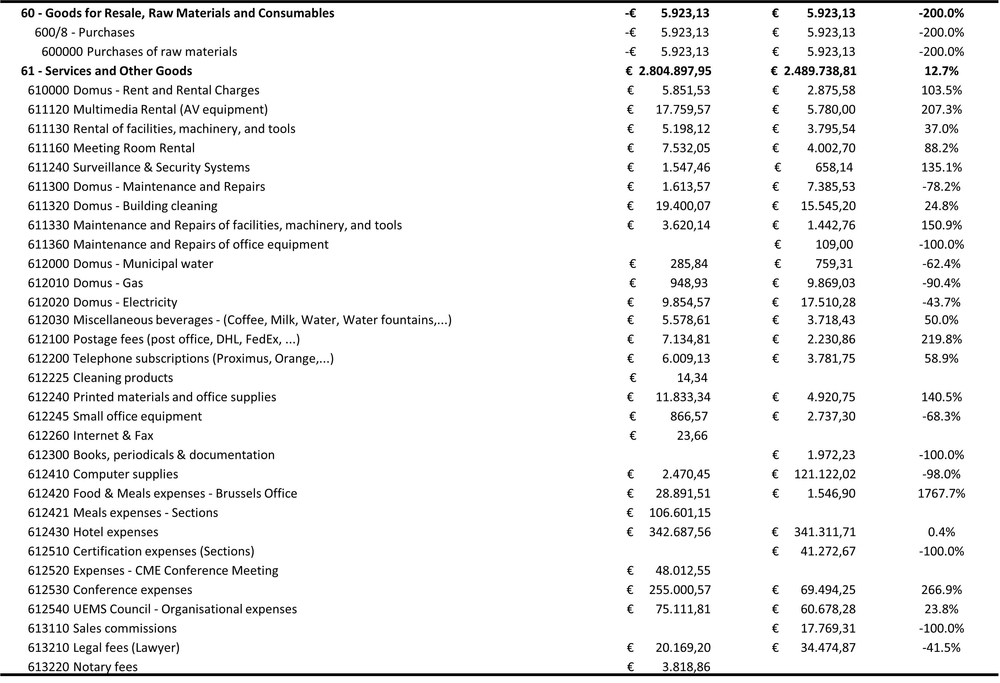 60 - Goods for Resale, Raw Materials and Consumables -€ 5.923,13 € 5.923,13 -200.0%
600/8 - Purchases -€ 5.923,13 € 5.923,13 -200.0%
600000 Purchases of raw materials -€ 5.923,13 € 5.923,13 -200.0%
61 - Services and Other Goods € 2.804.897,95 € 2.489.738,81 12.7%
610000 Domus - Rent and Rental Charges € 5.851,53 € 2.875,58 103.5%
611120 Multimedia Rental (AV equipment) € 17.759,57 € 5.780,00 207.3%
611130 Rental of facilities, machinery, and tools € 5.198,12 € 3.795,54 37.0%
611160 Meeting Room Rental € 7.532,05 € 4.002,70 88.2%
611240 Surveillance & Security Systems € 1.547,46 € 658,14 135.1%
611300 Domus - Maintenance and Repairs € 1.613,57 € 7.385,53 -78.2%
611320 Domus - Building cleaning € 19.400,07 € 15.545,20 24.8%
611330 Maintenance and Repairs of facilities, machinery, and tools € 3.620,14 € 1.442,76 150.9%
611360 Maintenance and Repairs of office equipment € 109,00 -100.0%
612000 Domus - Municipal water € 285,84 € 759,31 -62.4%
612010 Domus - Gas € 948,93 € 9.869,03 -90.4%
612020 Domus - Electricity € 9.854,57 € 17.510,28 -43.7%
612030 Miscellaneous beverages - (Coffee, Milk, Water, Water fountains,...) € 5.578,61 € 3.718,43 50.0%
612100 Postage fees (post office, DHL, FedEx, ...) € 7.134,81 € 2.230,86 219.8%
612200 Telephone subscriptions (Proximus, Orange,...) € 6.009,13 € 3.781,75 58.9%
612225 Cleaning products € 14,34
612240 Printed materials and office supplies € 11.833,34 € 4.920,75 140.5%
612245 Small office equipment € 866,57 € 2.737,30 -68.3%
612260 Internet & Fax € 23,66
612300 Books, periodicals & documentation € 1.972,23 -100.0%
612410 Computer supplies € 2.470,45 € 121.122,02 -98.0%
612420 Food & Meals expenses - Brussels Office € 28.891,51 € 1.546,90 1767.7%
612421 Meals expenses - Sections € 106.601,15
612430 Hotel expenses € 342.687,56 € 341.311,71 0.4%
612510 Certification expenses (Sections) € 41.272,67 -100.0%
612520 Expenses - CME Conference Meeting € 48.012,55
612530 Conference expenses € 255.000,57 € 69.494,25 266.9%
612540 UEMS Council - Organisational expenses € 75.111,81 € 60.678,28 23.8%
613110 Sales commissions € 17.769,31 -100.0%
613210 Legal fees (Lawyer) € 20.169,20 € 34.474,87 -41.5%
613220 Notary fees € 3.818,86